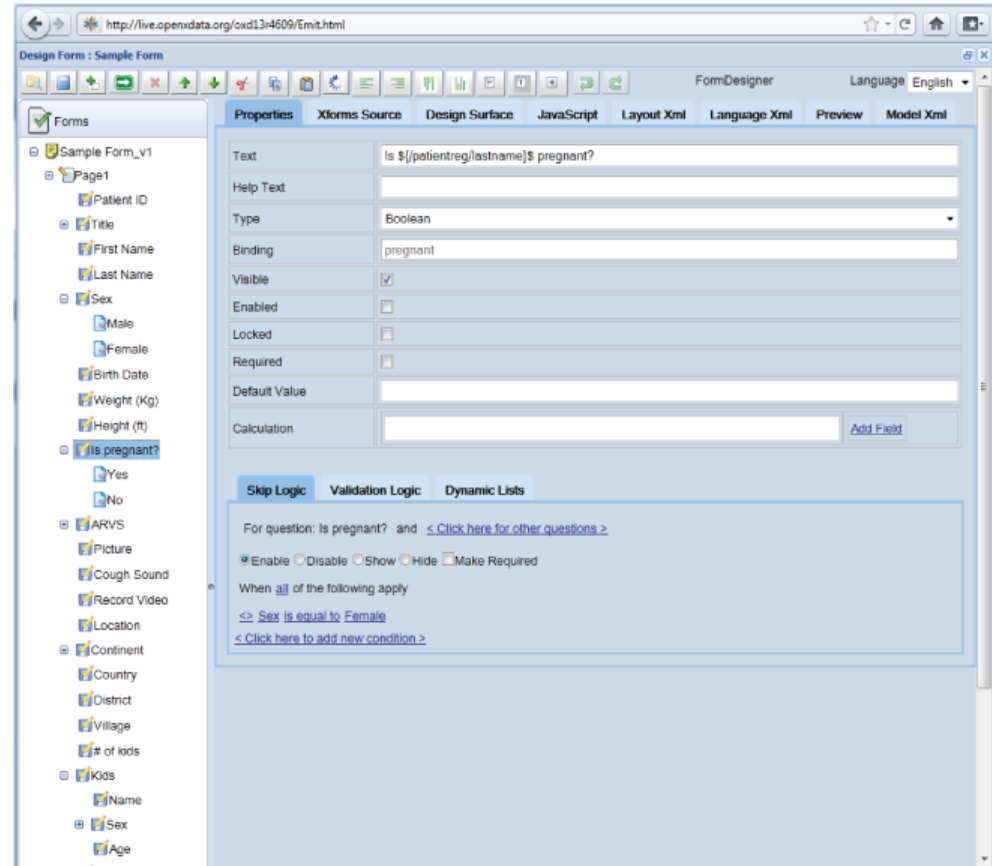 http://live.openxdata.org/oxd13r4609/Emit.html
Design Form : Sample Form
FormDesigner Language English
Forms
Sample Form_v1
Page1
Patient ID
Title
First Name
Last Name
Sex
Male
Female
Birth Date
Weight (Kg)
Height (ft)
Is pregnant?
Yes
No
ARVS
Picture
Cough Sound
Record Video
Location
Continent
Country
District
Village
# of kids
Kids
Name
Sex
Age
Properties Xforms Source Design Surface JavaScript Layout Xml Language Xml Preview Model Xml
Text Is ${/patientreg/lastname}$ pregnant?
Help Text
Type Boolean
Binding pregnant
Visible
Enabled
Locked
Required
Default Value
Calculation Add Field
Skip Logic Validation Logic Dynamic Lists
For question: Is pregnant? and < Click here for other questions >
Enable Disable Show Hide Make Required
When all of the following apply
<> Sex is equal to Female
< Click here to add new condition >